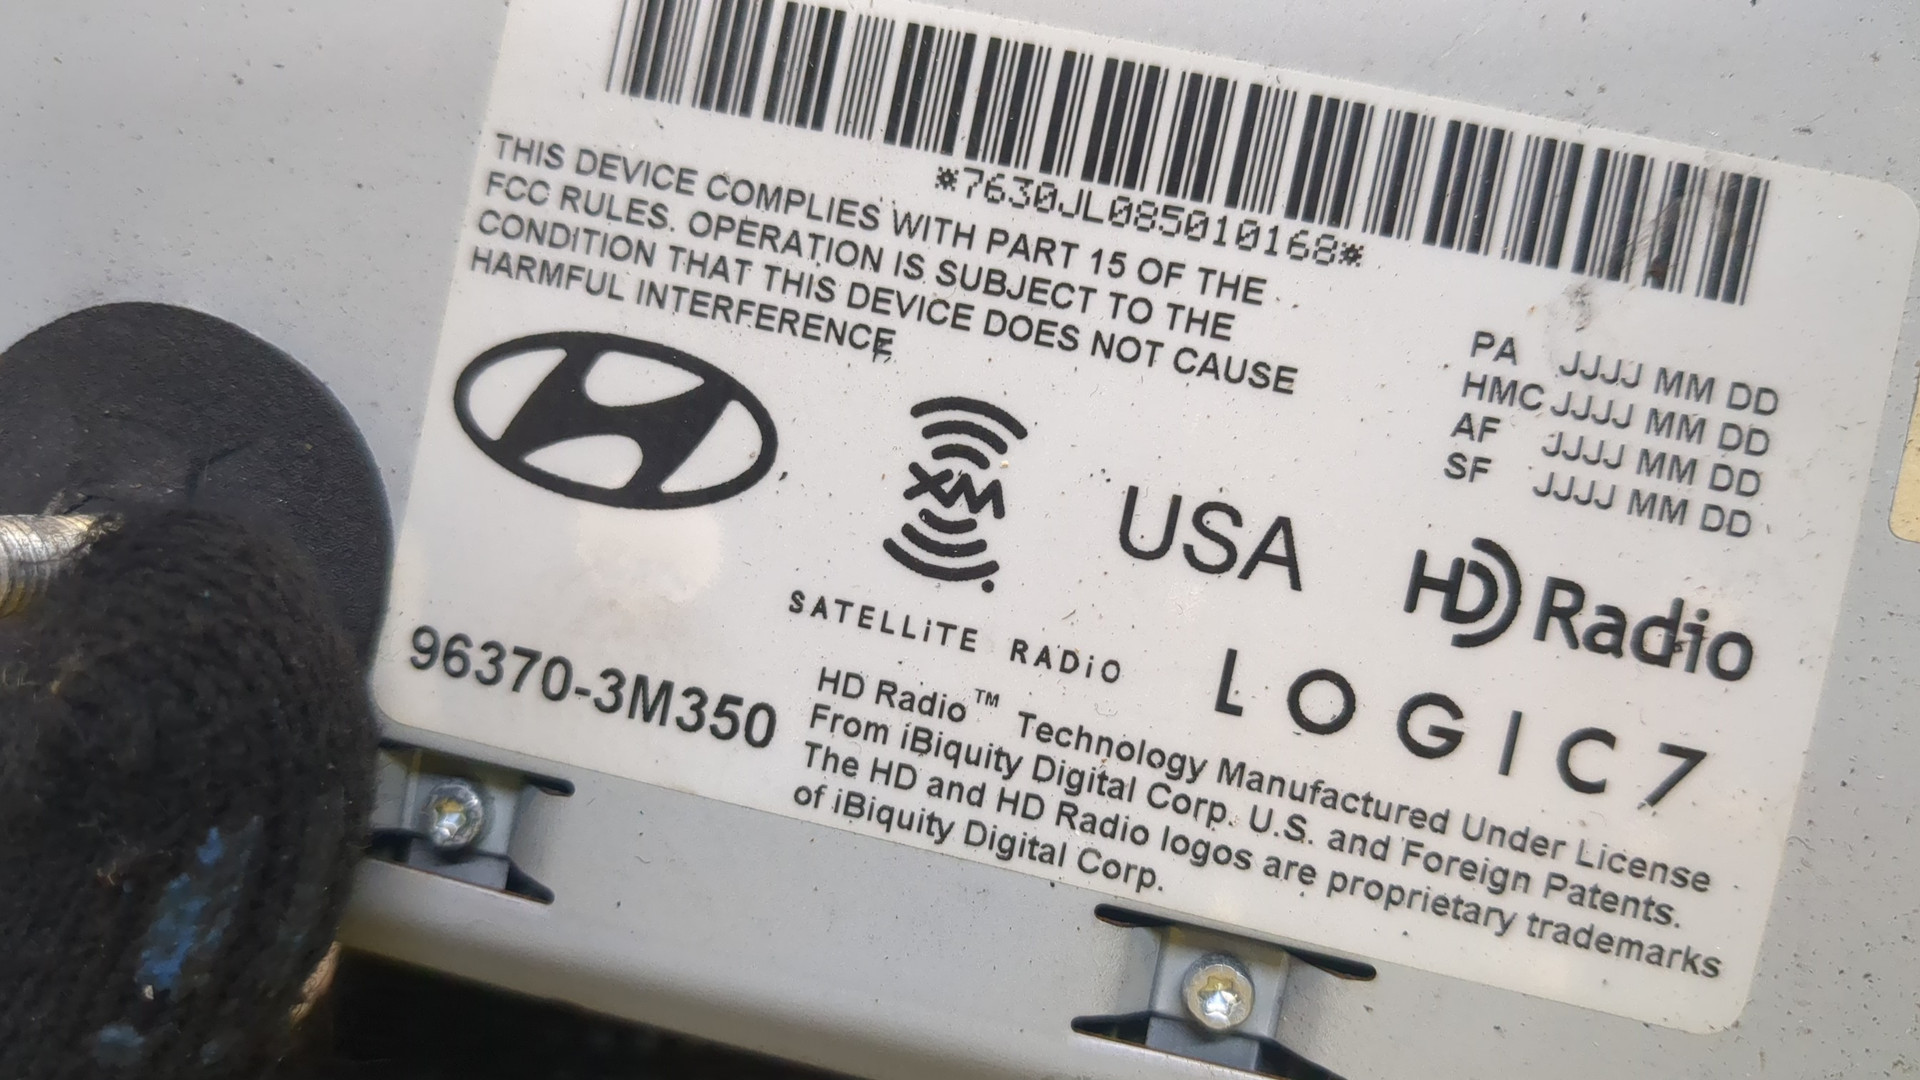 *7630JL085010168*
THIS DEVICE COMPLIES WITH PART 15 OF THE
FCC RULES. OPERATION IS SUBJECT TO THE
CONDITION THAT THIS DEVICE DOES NOT CAUSE
HARMFUL INTERFERENCE
PA JJJJ MM DD
HMC JJJJ MM DD
AF JJJJ MM DD
SF JJJJ MM DD
XM
SATELLiTE RADiO
USA
HD Radio
LOGIC7
96370-3M350
HD Radio™ Technology Manufactured Under License
From iBiquity Digital Corp. U.S. and Foreign Patents.
The HD and HD Radio logos are proprietary trademarks
of iBiquity Digital Corp.